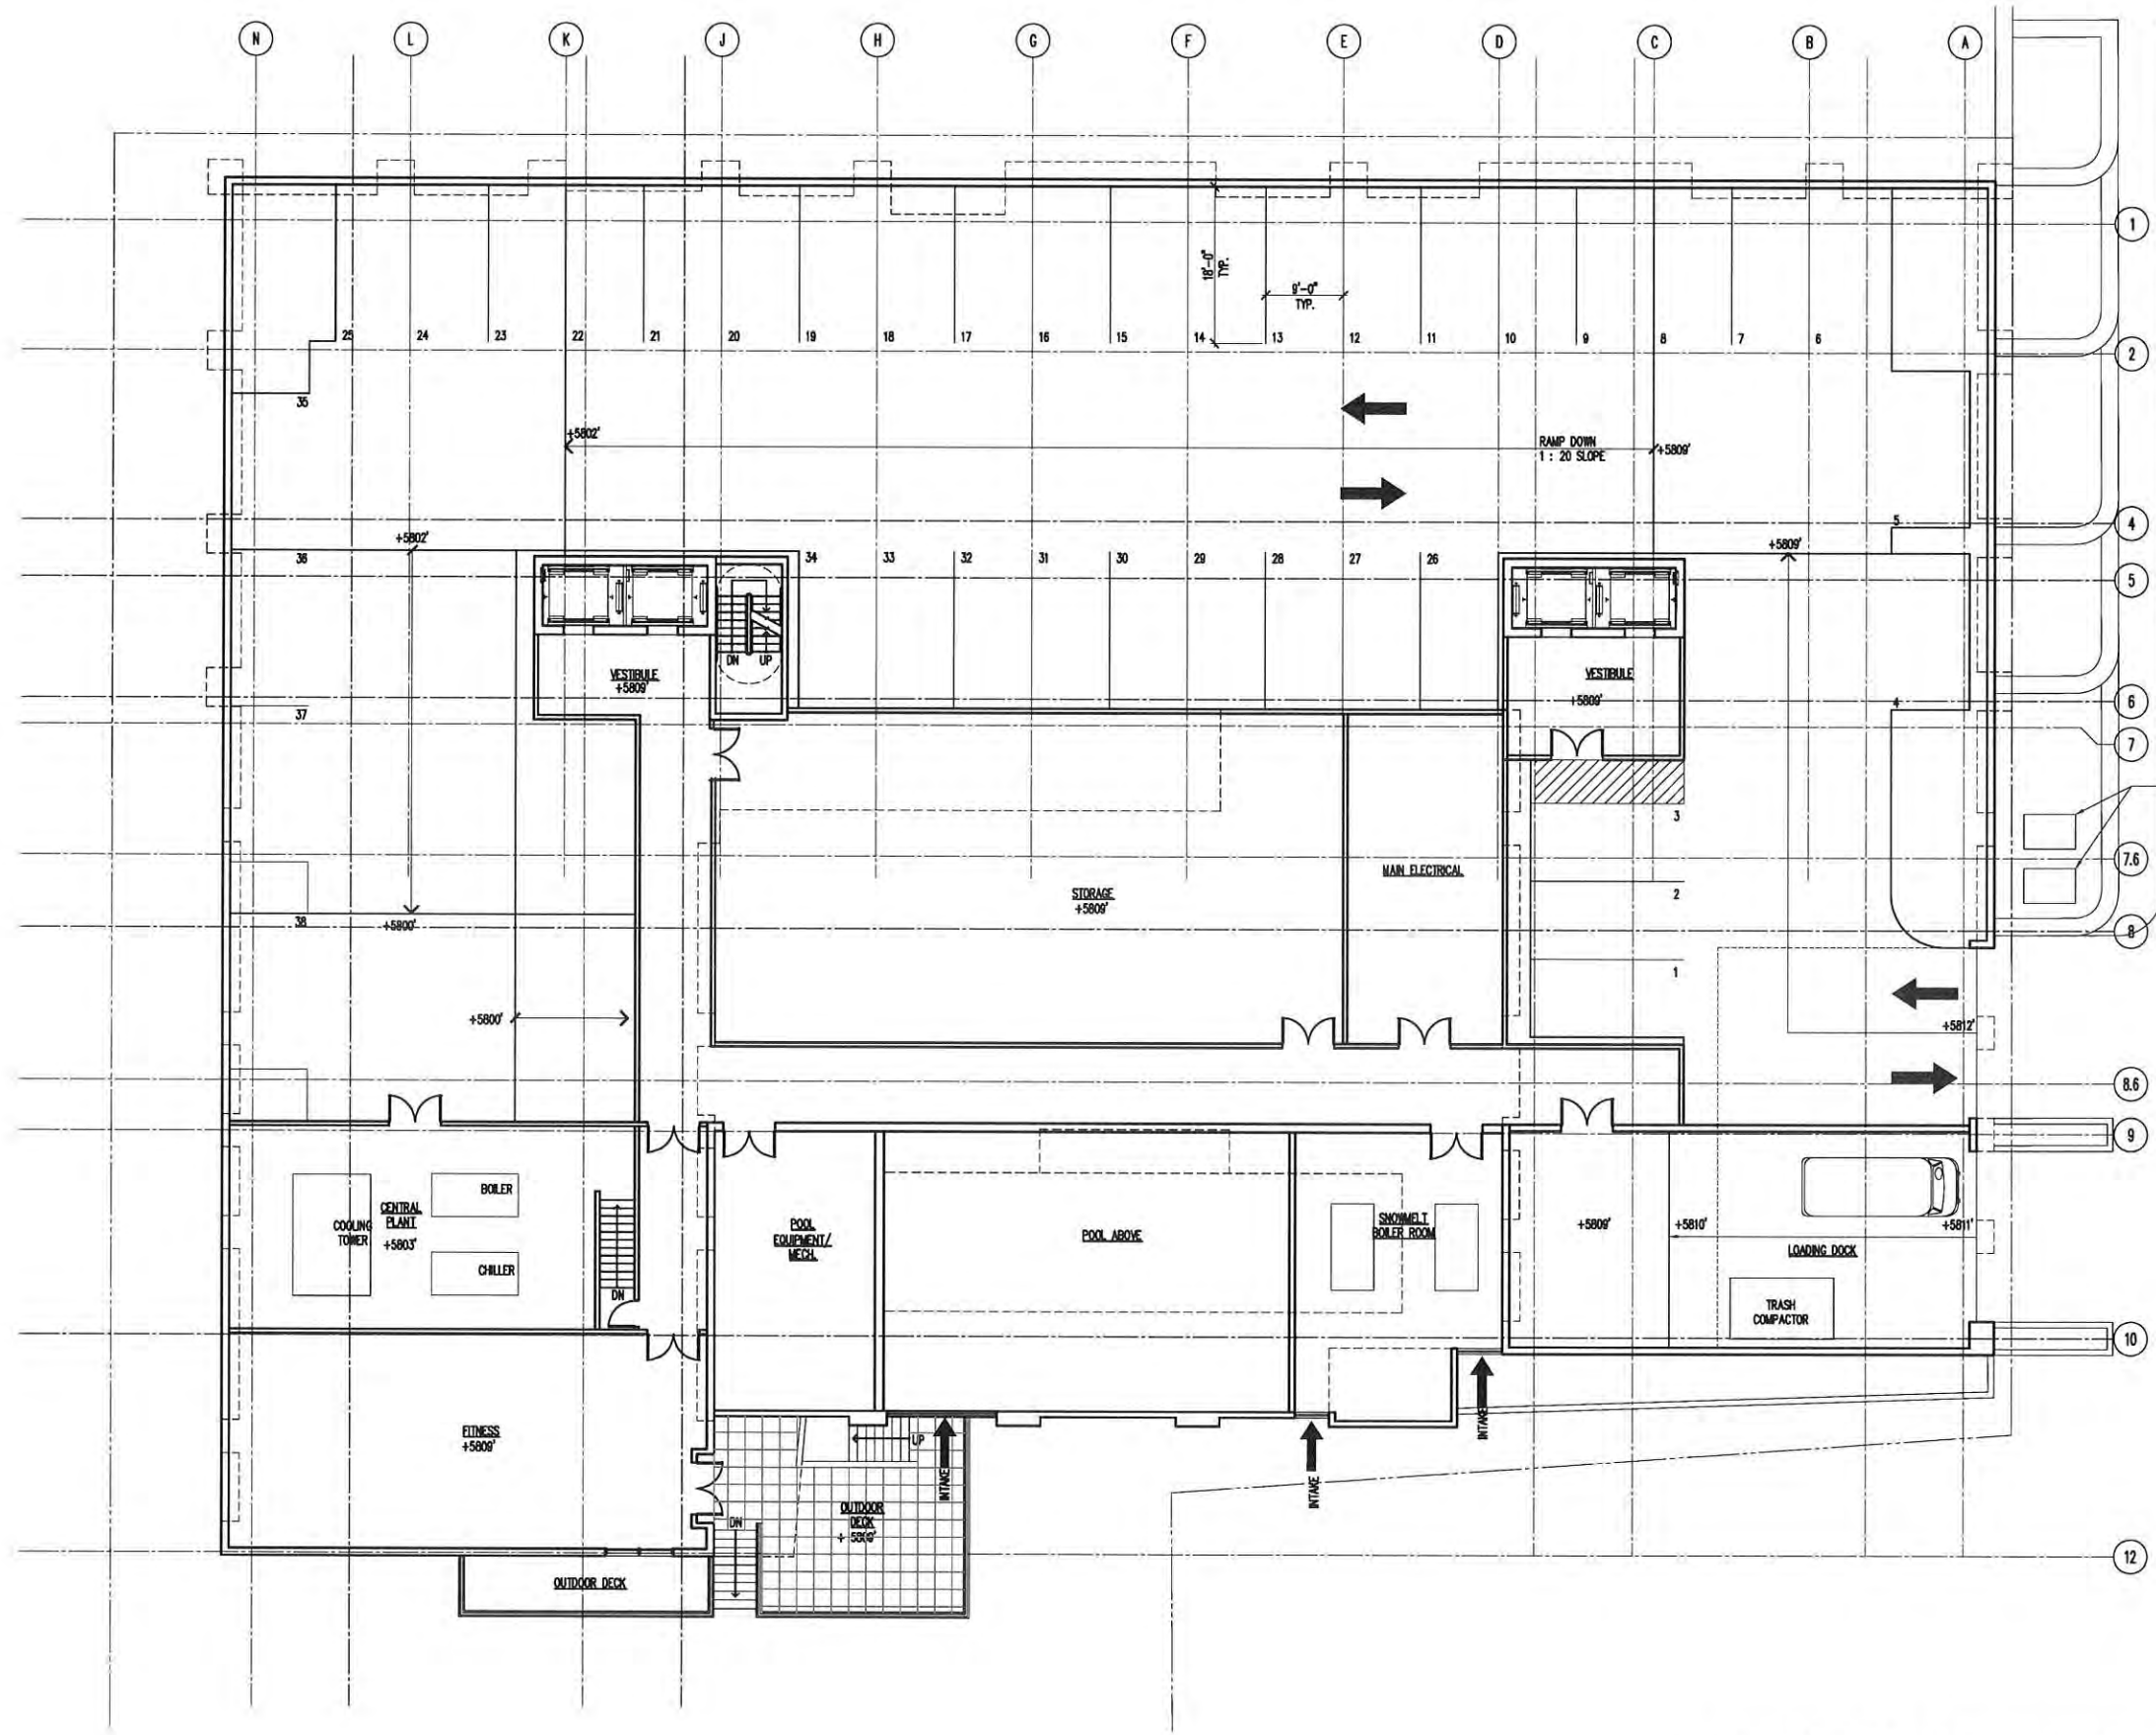 N L K J H G F E D C B A
1
18'-0"
TYP.
9'-0"
TYP.
25 24 23 22 21 20 19 18 17 16 15 14 13 12 11 10 9 8 7 6
2
35
+5802'
RAMP DOWN
1 : 20 SLOPE
+5809'
5
4
+5802'
+5809'
36 34 33 32 31 30 29 28 27 26
5
DN UP
VESTIBULE
+5809'
VESTIBULE
+5809'
4
6
37
7
3
7.6
MAIN ELECTRICAL
STORAGE
+5809'
2
38
+5800'
8
1
+5800'
+5812'
8.6
9
BOILER
CENTRAL
PLANT
+5803'
COOLING
TOWER
CHILLER
DN
POOL
EQUIPMENT/
MECH.
POOL ABOVE
SNOWMELT
BOILER ROOM
+5809'
+5810'
+5811'
LOADING DOCK
TRASH
COMPACTOR
10
FITNESS
+5809'
UP
INTAKE
INTAKE
INTAKE
OUTDOOR
DECK
DN
12
OUTDOOR DECK